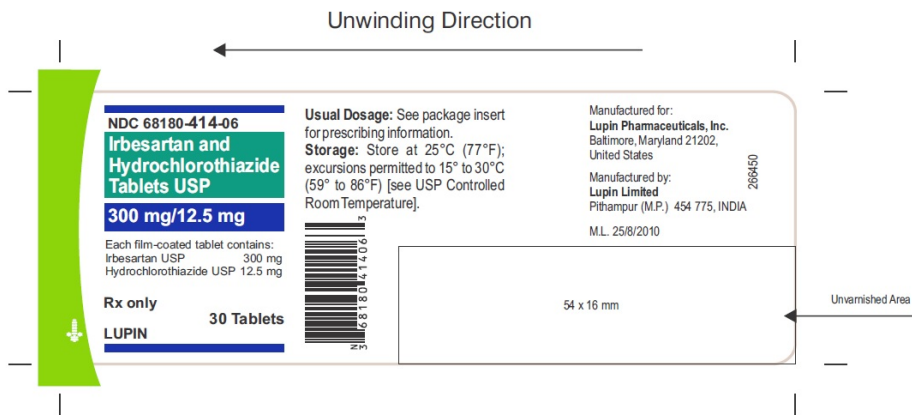 Unwinding Direction
NDC 68180-414-06
Irbesartan and
Hydrochlorothiazide
Tablets USP
300 mg/12.5 mg
Each film-coated tablet contains:
Irbesartan USP 300 mg
Hydrochlorothiazide USP 12.5 mg
Rx only
30 Tablets
LUPIN
Usual Dosage: See package insert
for prescribing information.
Storage: Store at 25°C (77°F);
excursions permitted to 15° to 30°C
(59° to 86°F) [see USP Controlled
Room Temperature].
N
3 68180 41406 3
Manufactured for:
Lupin Pharmaceuticals, Inc.
Baltimore, Maryland 21202,
United States
Manufactured by:
Lupin Limited
Pithampur (M.P.) 454 775, INDIA
M.L. 25/8/2010
266450
54 x 16 mm
Unvarnished Area